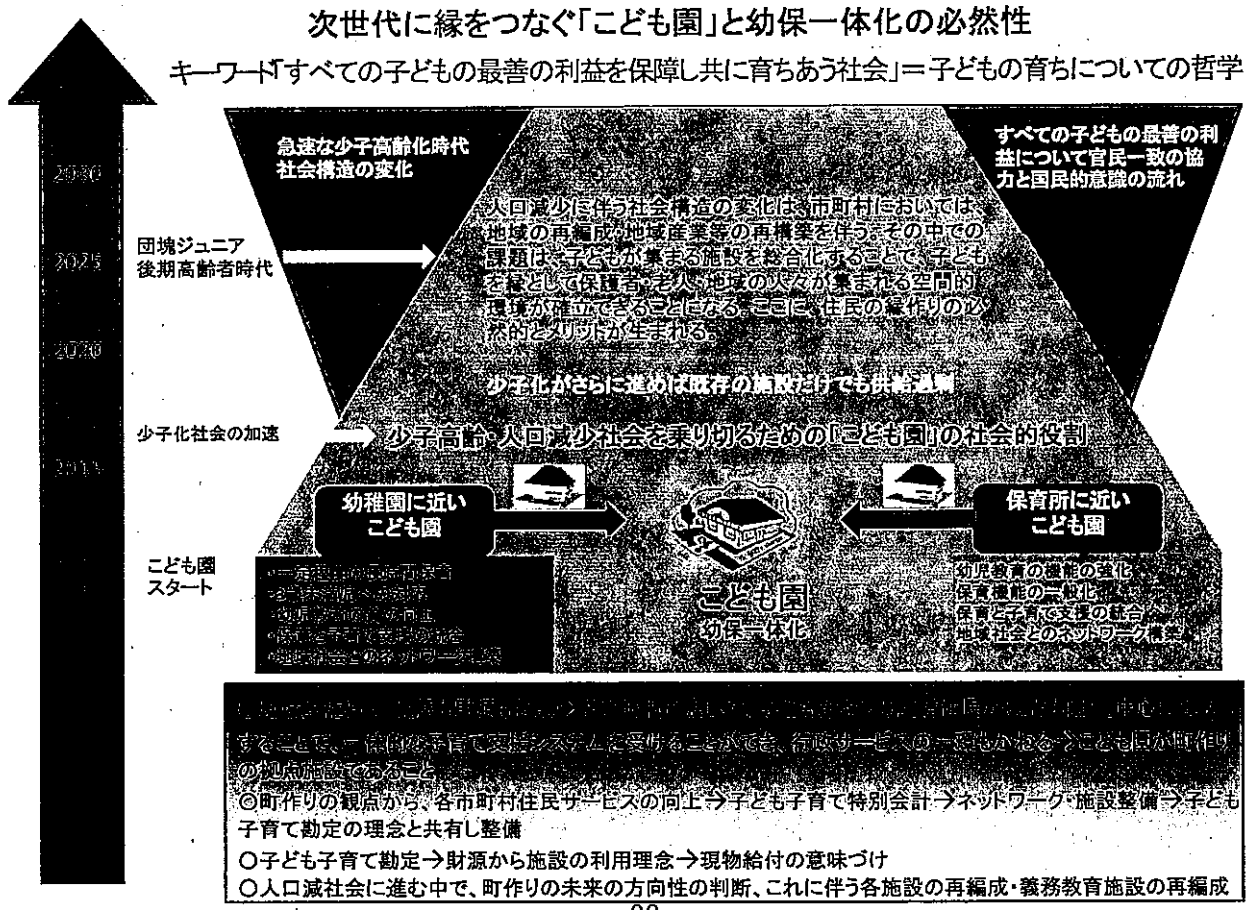 次世代に縁をつなぐ「こども園」と幼保一体化の必然性
キーワード「すべての子どもの最善の利益を保障し共に育ちあう社会」＝子どもの育ちについての哲学
急速な少子高齢化時代
社会構造の変化
すべての子どもの最善の利
益について官民一致の協
力と国民的意識の流れ
2030
人口減少に伴う社会構造の変化は、市町村においては
地域の再編成・地域産業等の再構築を伴う。その中での
課題は、子どもが集まる施設を総合化することで、子ども
を縁として保護者・老人・地域の人々が集まれる空間的
環境が確立できることになる。ここに、住民の縁作りの必
然的とメリットが生まれる。
団塊ジュニア
後期高齢者時代
2025
2020
少子化がさらに進めば既存の施設だけでも供給過剰
少子化社会の加速
少子高齢・人口減少社会を乗り切るための「こども園」の社会的役割
幼稚園に近い
こども園
保育所に近い
こども園
こども園
スタート
こども園
幼保一体化
幼児教育の機能の強化
保育機能の一般化
保育と子育て支援の統合
地域社会とのネットワーク構築
することで、一体的な子育て支援システムを受けることができ、行政サービスの一環もかねる→こども園が町作り
の拠点施設であること
◎町作りの観点から、各市町村住民サービスの向上→子ども子育て特別会計→ネットワーク・施設整備→子ども
子育て勘定の理念と共有し整備
○子ども子育て勘定→財源から施設の利用理念→現物給付の意味づけ
○人口減社会に進む中で、町作りの未来の方向性の判断、これに伴う各施設の再編成・義務教育施設の再編成